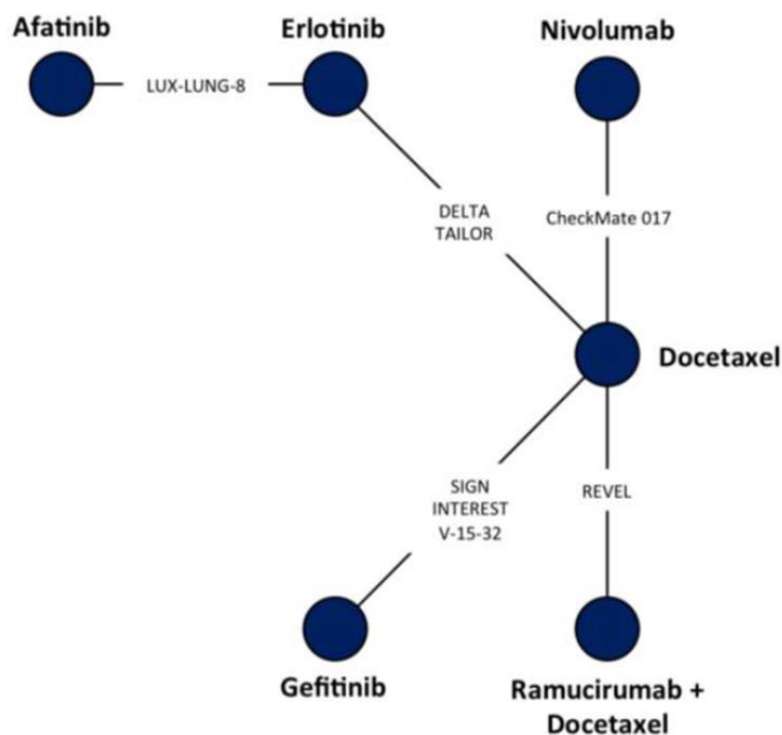 Afatinib
Erlotinib
Nivolumab
LUX-LUNG-8
DELTA
TAILOR
CheckMate 017
Docetaxel
SIGN
INTEREST
V-15-32
REVEL
Gefitinib
Ramucirumab +
Docetaxel